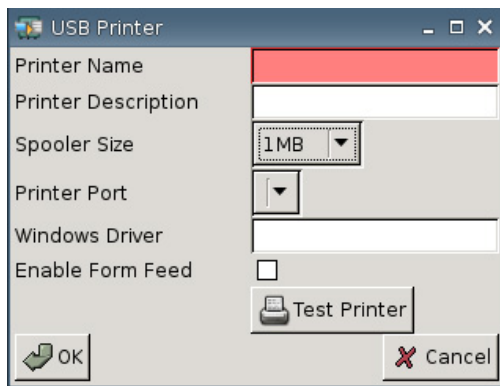 USB Printer
Printer Name
Printer Description
Spooler Size 1MB
Printer Port
Windows Driver
Enable Form Feed
Test Printer
OK Cancel